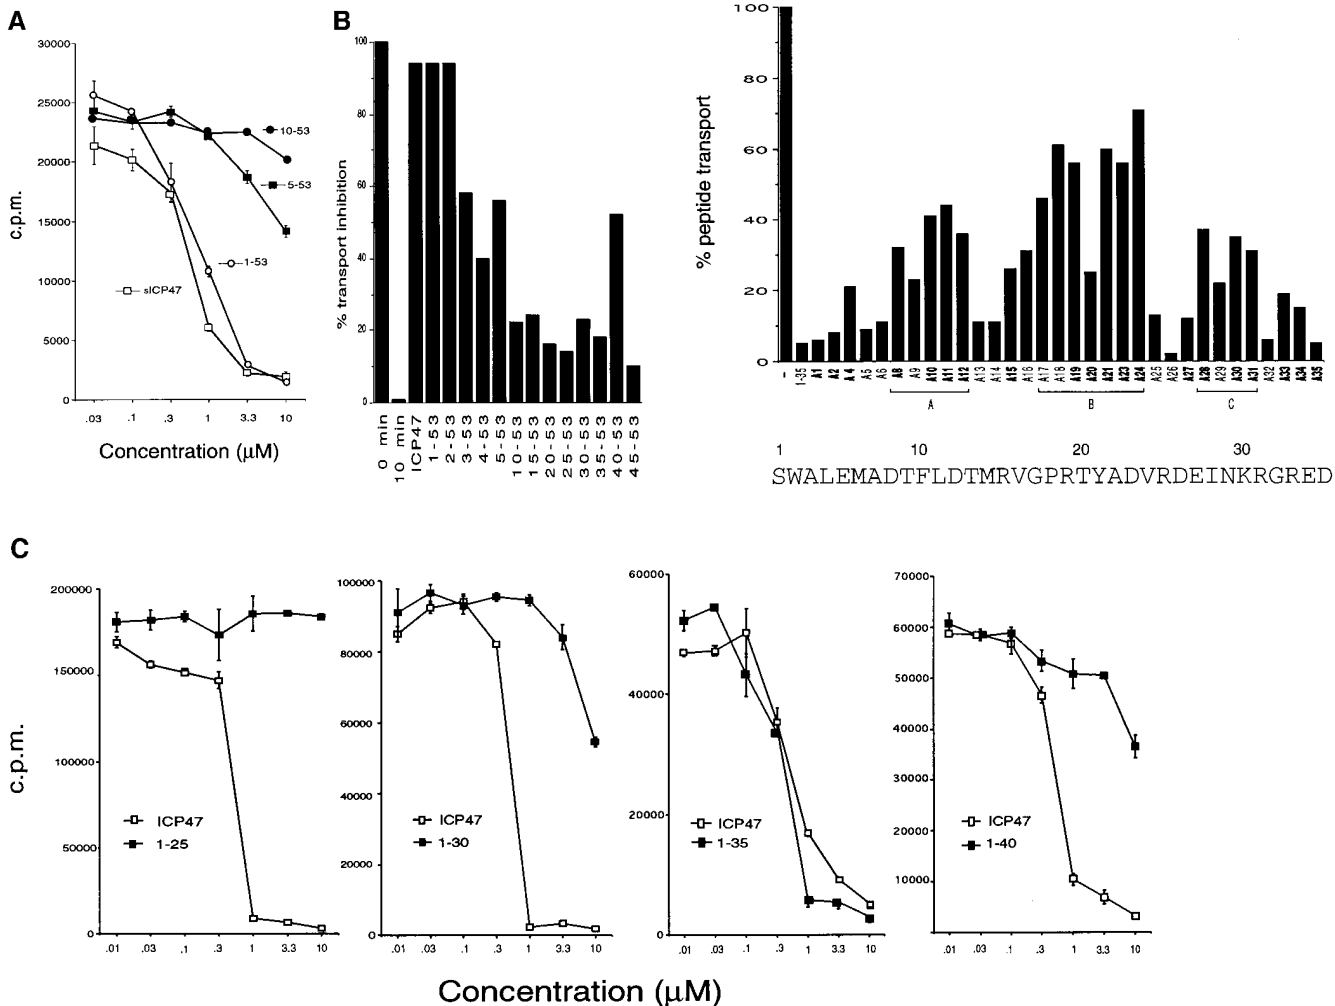 A
30000
25000
20000
15000
10000
5000
0
c.p.m.
10-53
5-53
1-53
sICP47
.03 .1 .3 1 3.3 10
Concentration (µM)
B
100
80
60
40
20
0
% transport inhibition
0 min
10 min
ICP47
1-53
2-53
3-53
4-53
5-53
10-53
15-53
20-53
25-53
30-53
35-53
40-53
45-53
100
80
60
40
20
0
% peptide transport
-
1-35
A1
A2
A4
A5
A6
A8
A9
A10
A11
A12
A13
A14
A15
A16
A17
A18
A19
A20
A21
A23
A24
A25
A26
A27
A28
A29
A30
A31
A32
A33
A34
A35
A B C
1 10 20 30
SWALEMADTFLDTMRVGPRTYADVRDEINKRGRED
C
c.p.m.
200000
150000
100000
50000
0
ICP47
1-25
.01 .03 .1 .3 1 3.3 10
100000
80000
60000
40000
20000
0
ICP47
1-30
.01 .03 .1 .3 1 3.3 10
60000
40000
20000
0
ICP47
1-35
.01 .03 .1 .3 1 3.3 10
70000
60000
50000
40000
30000
20000
10000
ICP47
1-40
.01 .03 .1 .3 1 3.3 10
Concentration (µM)